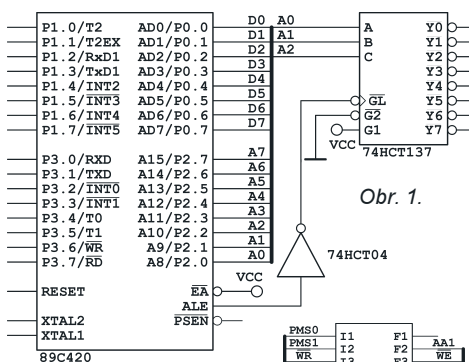 P1.0/T2 AD0/P0.0 D0 A0 A Y0
P1.1/T2EX AD1/P0.1 D1 A1 B Y1
P1.2/RxD1 AD2/P0.2 D2 A2 C Y2
P1.3/TxD1 AD3/P0.3 D3 Y3
P1.4/INT2 AD4/P0.4 D4 Y4
P1.5/INT3 AD5/P0.5 D5 GL Y5
P1.6/INT4 AD6/P0.6 D6 G2 Y6
P1.7/INT5 AD7/P0.7 D7 G1 Y7
VCC 74HCT137
P3.0/RXD A15/P2.7 A7
P3.1/TXD A14/P2.6 A6
P3.2/INT0 A13/P2.5 A5
P3.3/INT1 A12/P2.4 A4
P3.4/T0 A11/P2.3 A3
P3.5/T1 A10/P2.2 A2
P3.6/WR A9/P2.1 A1
P3.7/RD A8/P2.0 A0
Obr. 1.
74HCT04
RESET EA VCC
ALE
XTAL2 PSEN
XTAL1
89C420
PMS0 I1 F1
PMS1 I2 F2 AA1
WR I3 F3 WE